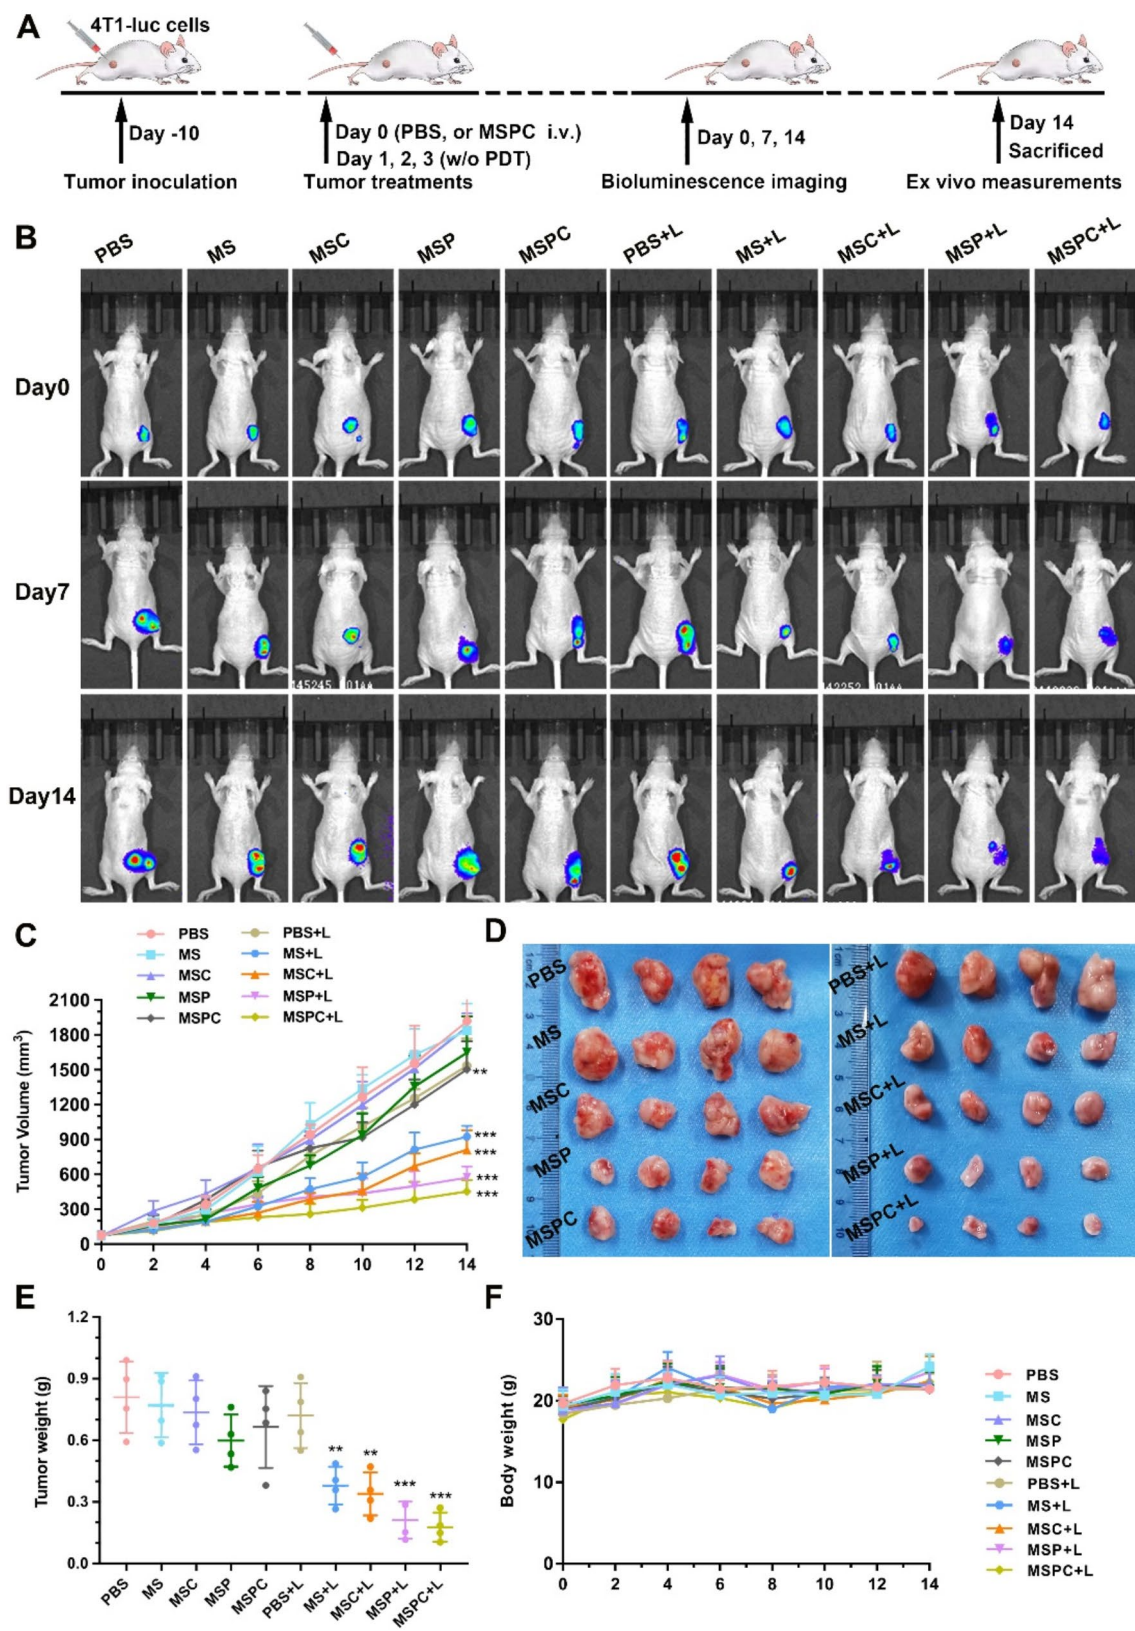 A
4T1-luc cells
Day -10
Tumor inoculation
Day 0 (PBS, or MSPC i.v.)
Day 1, 2, 3 (w/o PDT)
Tumor treatments
Day 0, 7, 14
Bioluminescence imaging
Day 14
Sacrificed
Ex vivo measurements
B
PBS MS MSC MSP MSPC PBS+L MS+L MSC+L MSP+L MSPC+L
Day0
Day7
Day14
C
PBS
MS
MSC
MSP
MSPC
PBS+L
MS+L
MSC+L
MSP+L
MSPC+L
Tumor Volume (mm³)
2100
1800
1500
1200
900
600
300
0
0 2 4 6 8 10 12 14
**
***
***
***
***
D
PBS
MS
MSC
MSP
MSPC
PBS+L
MS+L
MSC+L
MSP+L
MSPC+L
E
Tumor weight (g)
1.2
0.9
0.6
0.3
0.0
** ** *** ***
PBS MS MSC MSP MSPC PBS+L MS+L MSC+L MSP+L MSPC+L
F
Body weight (g)
30
20
10
0
0 2 4 6 8 10 12 14
PBS
MS
MSC
MSP
MSPC
PBS+L
MS+L
MSC+L
MSP+L
MSPC+L